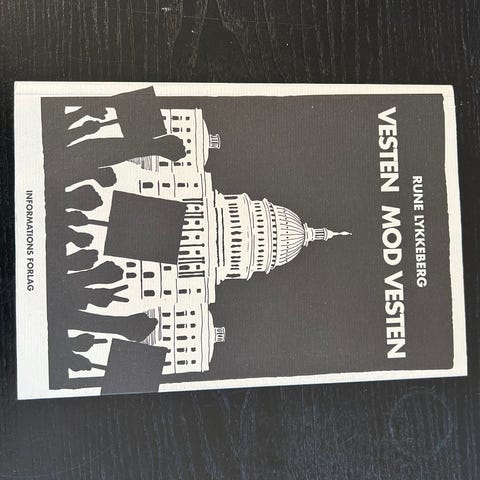 RUNE LYKKEBERG
VESTEN MOD VESTEN
INFORMATIONS FORLAG